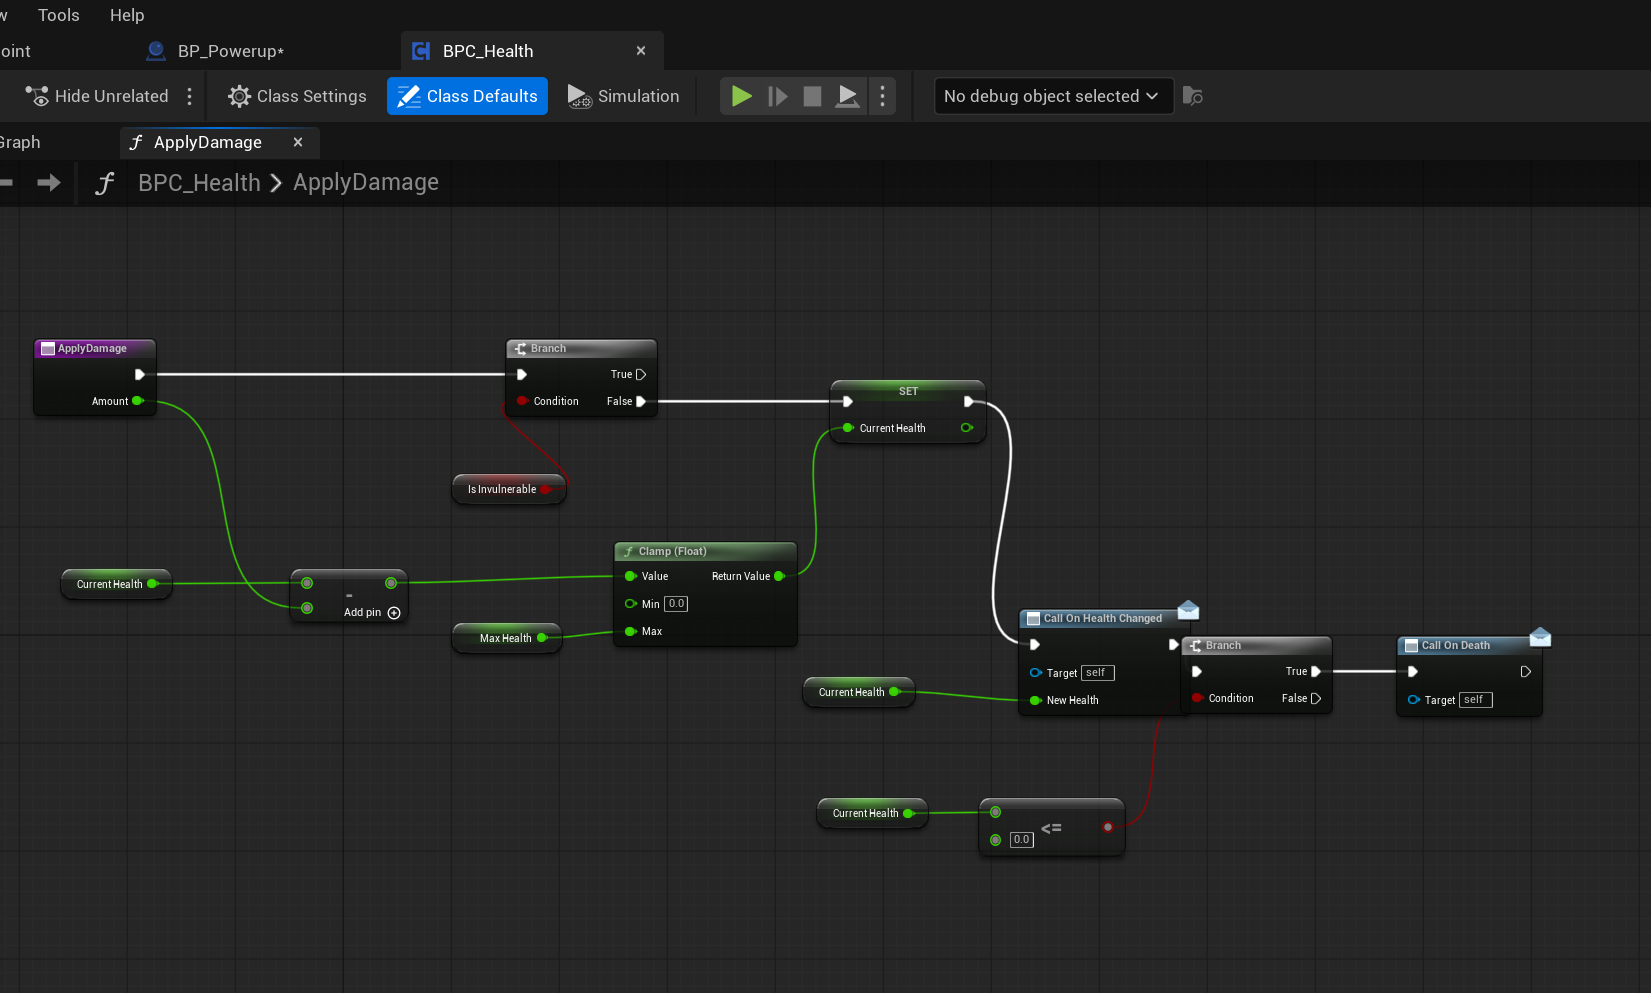 w Tools Help
oint BP_Powerup* BPC_Health ×
Hide Unrelated Class Settings Class Defaults Simulation No debug object selected
Graph ApplyDamage ×
BPC_Health > ApplyDamage
ApplyDamage
Amount
Branch
True
Condition False
SET
Current Health
Is Invulnerable
Clamp (Float)
Value Return Value
Min 0.0
Max
Current Health
-
Add pin
Max Health
Call On Health Changed
Target self
New Health
Branch
True
Condition False
Call On Death
Target self
Current Health
Current Health
<=
0.0